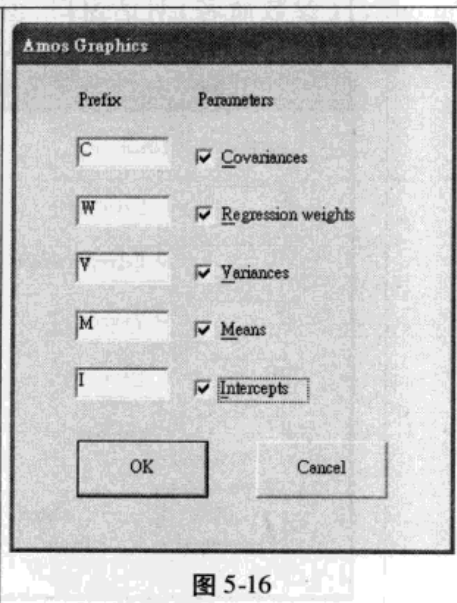 Amos Graphics
Prefix Parameters
C Covariances
W Regression weights
V Variances
M Means
I Intercepts
OK Cancel
图 5-16